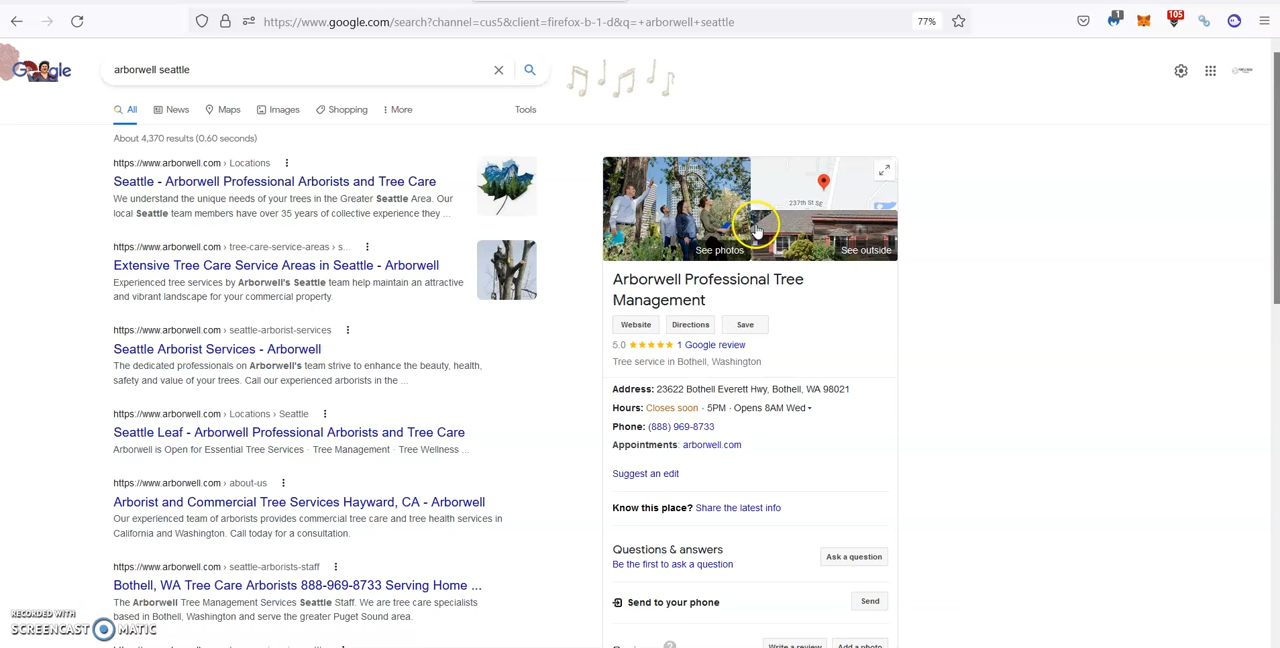 https://www.google.com/search?channel=cus5&client=firefox-b-1-d&q=+arborwell+seattle
77%
1
105
Google
arborwell seattle
All
News
Maps
Images
Shopping
More
Tools
About 4,370 results (0.60 seconds)
https://www.arborwell.com › Locations
Seattle - Arborwell Professional Arborists and Tree Care
We understand the unique needs of your trees in the Greater Seattle Area. Our
local Seattle team members have over 35 years of collective experience they ...
https://www.arborwell.com › tree-care-service-areas › s...
Extensive Tree Care Service Areas in Seattle - Arborwell
Experienced tree services by Arborwell's Seattle team help maintain an attractive
and vibrant landscape for your commercial property.
https://www.arborwell.com › seattle-arborist-services
Seattle Arborist Services - Arborwell
The dedicated professionals on Arborwell's team strive to enhance the beauty, health,
safety and value of your trees. Call our experienced arborists in the ...
https://www.arborwell.com › Locations › Seattle
Seattle Leaf - Arborwell Professional Arborists and Tree Care
Arborwell is Open for Essential Tree Services · Tree Management · Tree Wellness ...
https://www.arborwell.com › about-us
Arborist and Commercial Tree Services Hayward, CA - Arborwell
Our experienced team of arborists provides commercial tree care and tree health services in
California and Washington. Call today for a consultation.
https://www.arborwell.com › seattle-arborists-staff
Bothell, WA Tree Care Arborists 888-969-8733 Serving Home ...
The Arborwell Tree Management Services Seattle Staff. We are tree care specialists
based in Bothell, Washington and serve the greater Puget Sound area.
RECORDED WITH
SCREENCAST MATIC
237th St SE
See photos
See outside
Arborwell Professional Tree
Management
Website
Directions
Save
5.0 ★★★★★ 1 Google review
Tree service in Bothell, Washington
Address: 23622 Bothell Everett Hwy, Bothell, WA 98021
Hours: Closes soon · 5PM · Opens 8AM Wed
Phone: (888) 969-8733
Appointments: arborwell.com
Suggest an edit
Know this place? Share the latest info
Questions & answers
Be the first to ask a question
Ask a question
Send to your phone
Send
Write a review
Add a photo